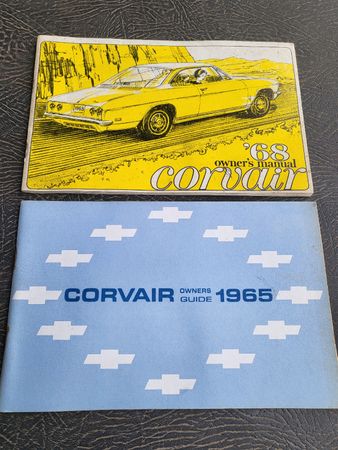 '68
owner's manual
corvair
CORVAIR OWNERS GUIDE 1965